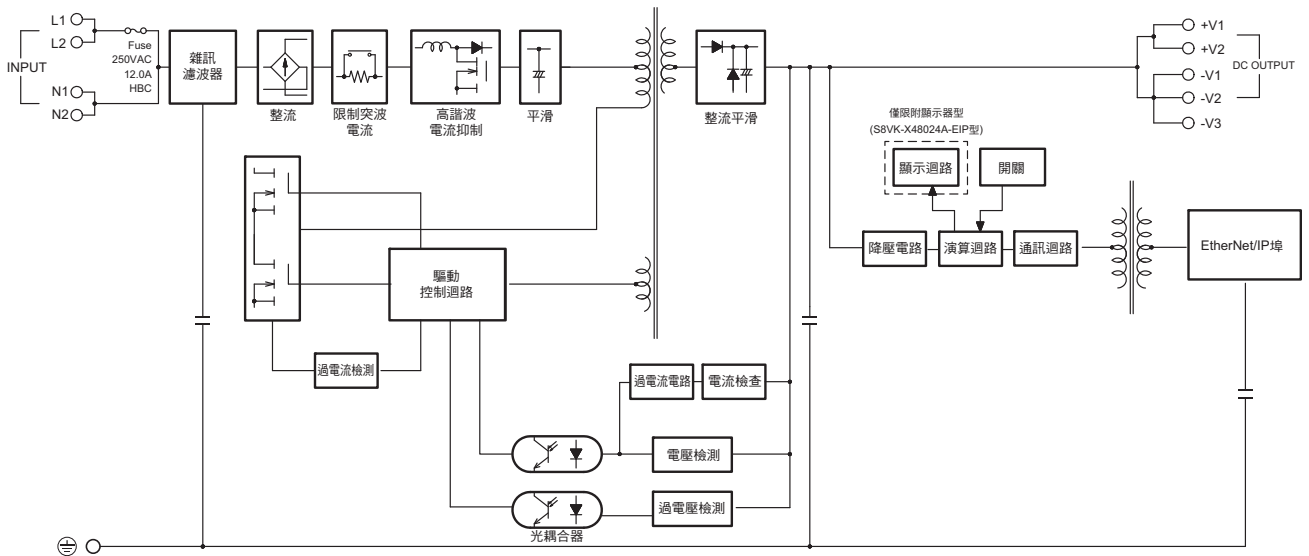 L1
L2
INPUT
N1
N2
Fuse
250VAC
12.0A
HBC
雜訊
濾波器
整流
限制突波
電流
高諧波
電流抑制
平滑
整流平滑
+V1
+V2
DC OUTPUT
-V1
-V2
-V3
僅限附顯示器型
(S8VK-X48024A-EIP型)
顯示迴路
開關
降壓電路
演算迴路
通訊迴路
EtherNet/IP埠
驅動
控制迴路
過電流檢測
過電流電路
電流檢查
電壓檢測
過電壓檢測
光耦合器